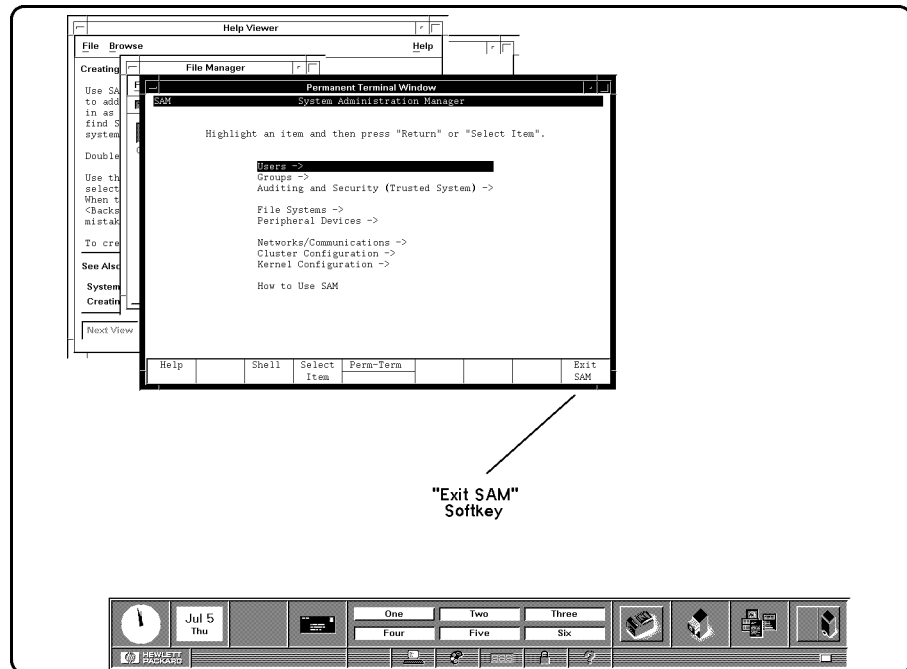 Help Viewer
File Browse Help
Creating
Use SA
to add
in as
find S
system
Double
Use th
select
When t
<Backs
mistak
To cre
See Also
System
Creatin
Next View
File Manager
F
Permanent Terminal Window
SAM System Administration Manager
Highlight an item and then press "Return" or "Select Item".
Users ->
Groups ->
Auditing and Security (Trusted System) ->
File Systems ->
Peripheral Devices ->
Networks/Communications ->
Cluster Configuration ->
Kernel Configuration ->
How to Use SAM
Help Shell Select Item Perm-Term Exit SAM
"Exit SAM"
Softkey
Jul 5
Thu
One Two Three
Four Five Six
hp HEWLETT
PACKARD